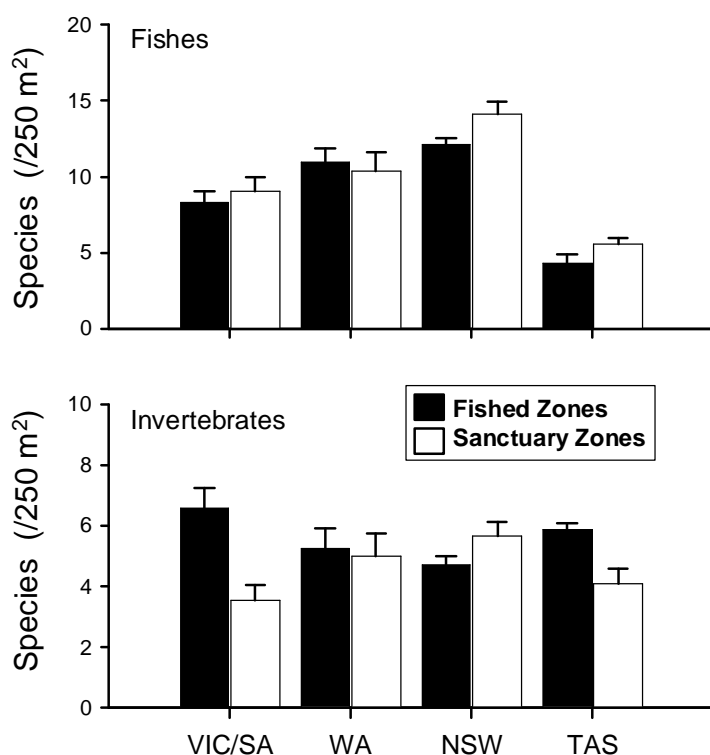 Fishes
Species (/250 m²)
20
15
10
5
0
Invertebrates
Species (/250 m²)
10
8
6
4
2
0
Fished Zones
Sanctuary Zones
VIC/SA WA NSW TAS